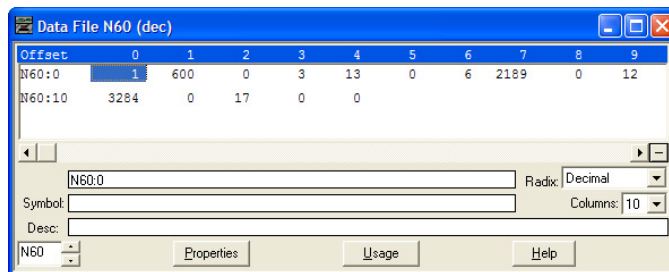 Data File N60 (dec)
Offset 0 1 2 3 4 5 6 7 8 9
N60:0 1 600 0 3 13 0 6 2189 0 12
N60:10 3284 0 17 0 0
N60:0 Radix: Decimal
Symbol: Columns: 10
Desc:
N60 Properties Usage Help